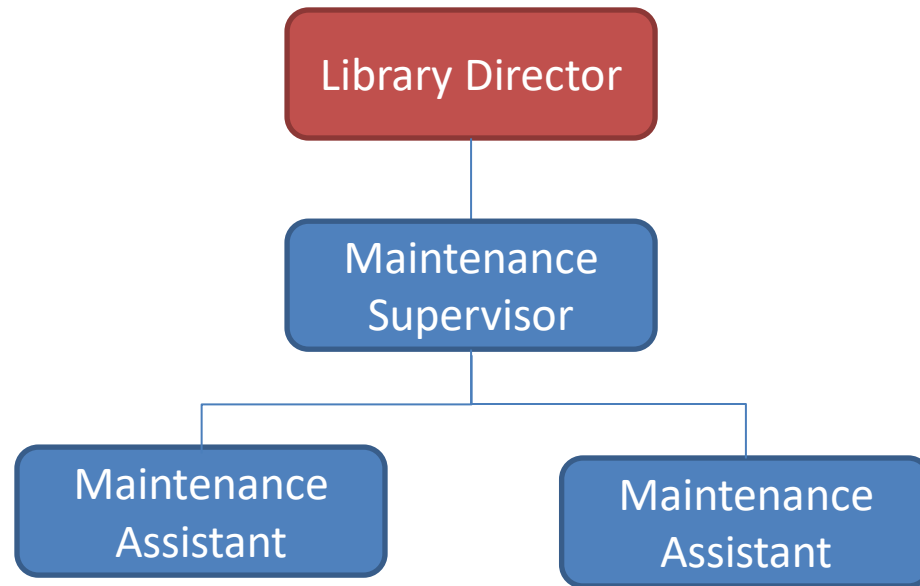 Library Director
Maintenance
Supervisor
Maintenance
Assistant
Maintenance
Assistant